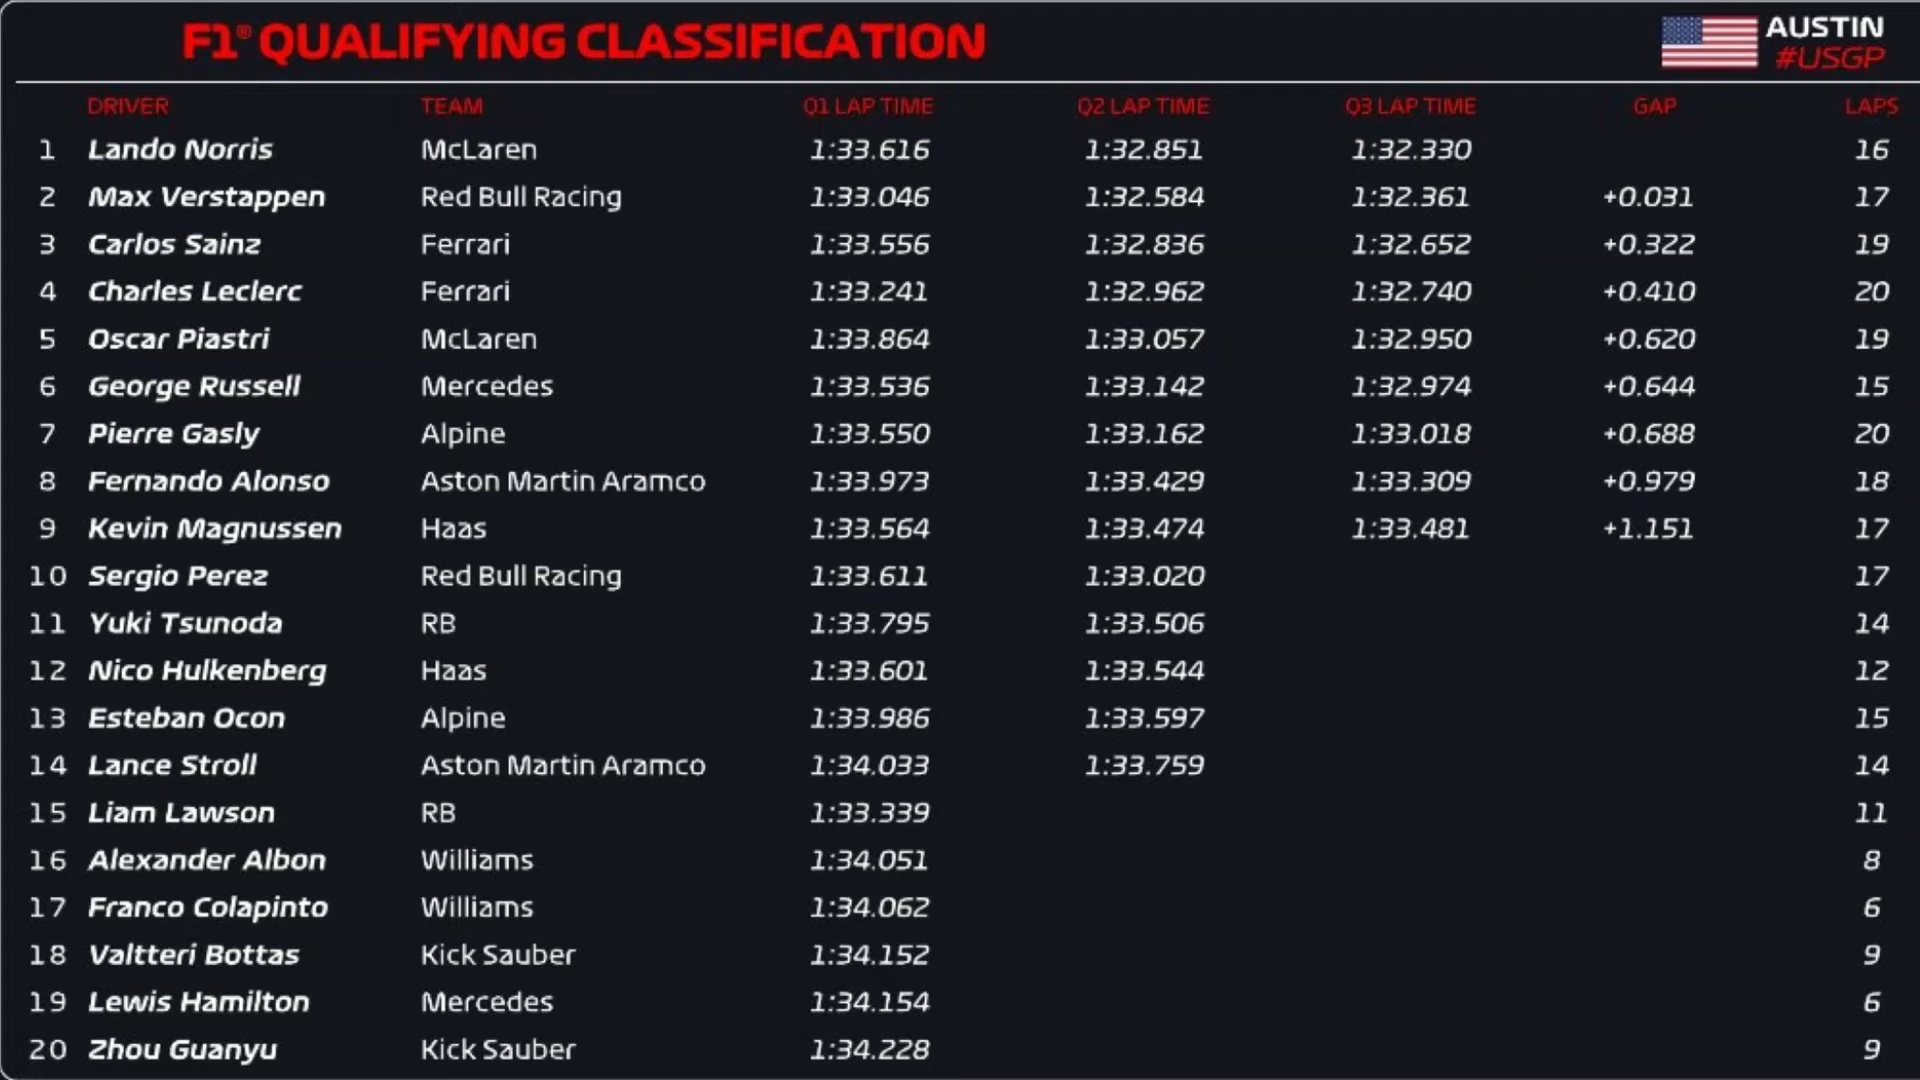 F1® QUALIFYING CLASSIFICATION
AUSTIN
#USGP
DRIVER TEAM Q1 LAP TIME Q2 LAP TIME Q3 LAP TIME GAP LAPS
1 Lando Norris McLaren 1:33.616 1:32.851 1:32.330 16
2 Max Verstappen Red Bull Racing 1:33.046 1:32.584 1:32.361 +0.031 17
3 Carlos Sainz Ferrari 1:33.556 1:32.836 1:32.652 +0.322 19
4 Charles Leclerc Ferrari 1:33.241 1:32.962 1:32.740 +0.410 20
5 Oscar Piastri McLaren 1:33.864 1:33.057 1:32.950 +0.620 19
6 George Russell Mercedes 1:33.536 1:33.142 1:32.974 +0.644 15
7 Pierre Gasly Alpine 1:33.550 1:33.162 1:33.018 +0.688 20
8 Fernando Alonso Aston Martin Aramco 1:33.973 1:33.429 1:33.309 +0.979 18
9 Kevin Magnussen Haas 1:33.564 1:33.474 1:33.481 +1.151 17
10 Sergio Perez Red Bull Racing 1:33.611 1:33.020 17
11 Yuki Tsunoda RB 1:33.795 1:33.506 14
12 Nico Hulkenberg Haas 1:33.601 1:33.544 12
13 Esteban Ocon Alpine 1:33.986 1:33.597 15
14 Lance Stroll Aston Martin Aramco 1:34.033 1:33.759 14
15 Liam Lawson RB 1:33.339 11
16 Alexander Albon Williams 1:34.051 8
17 Franco Colapinto Williams 1:34.062 6
18 Valtteri Bottas Kick Sauber 1:34.152 9
19 Lewis Hamilton Mercedes 1:34.154 6
20 Zhou Guanyu Kick Sauber 1:34.228 9